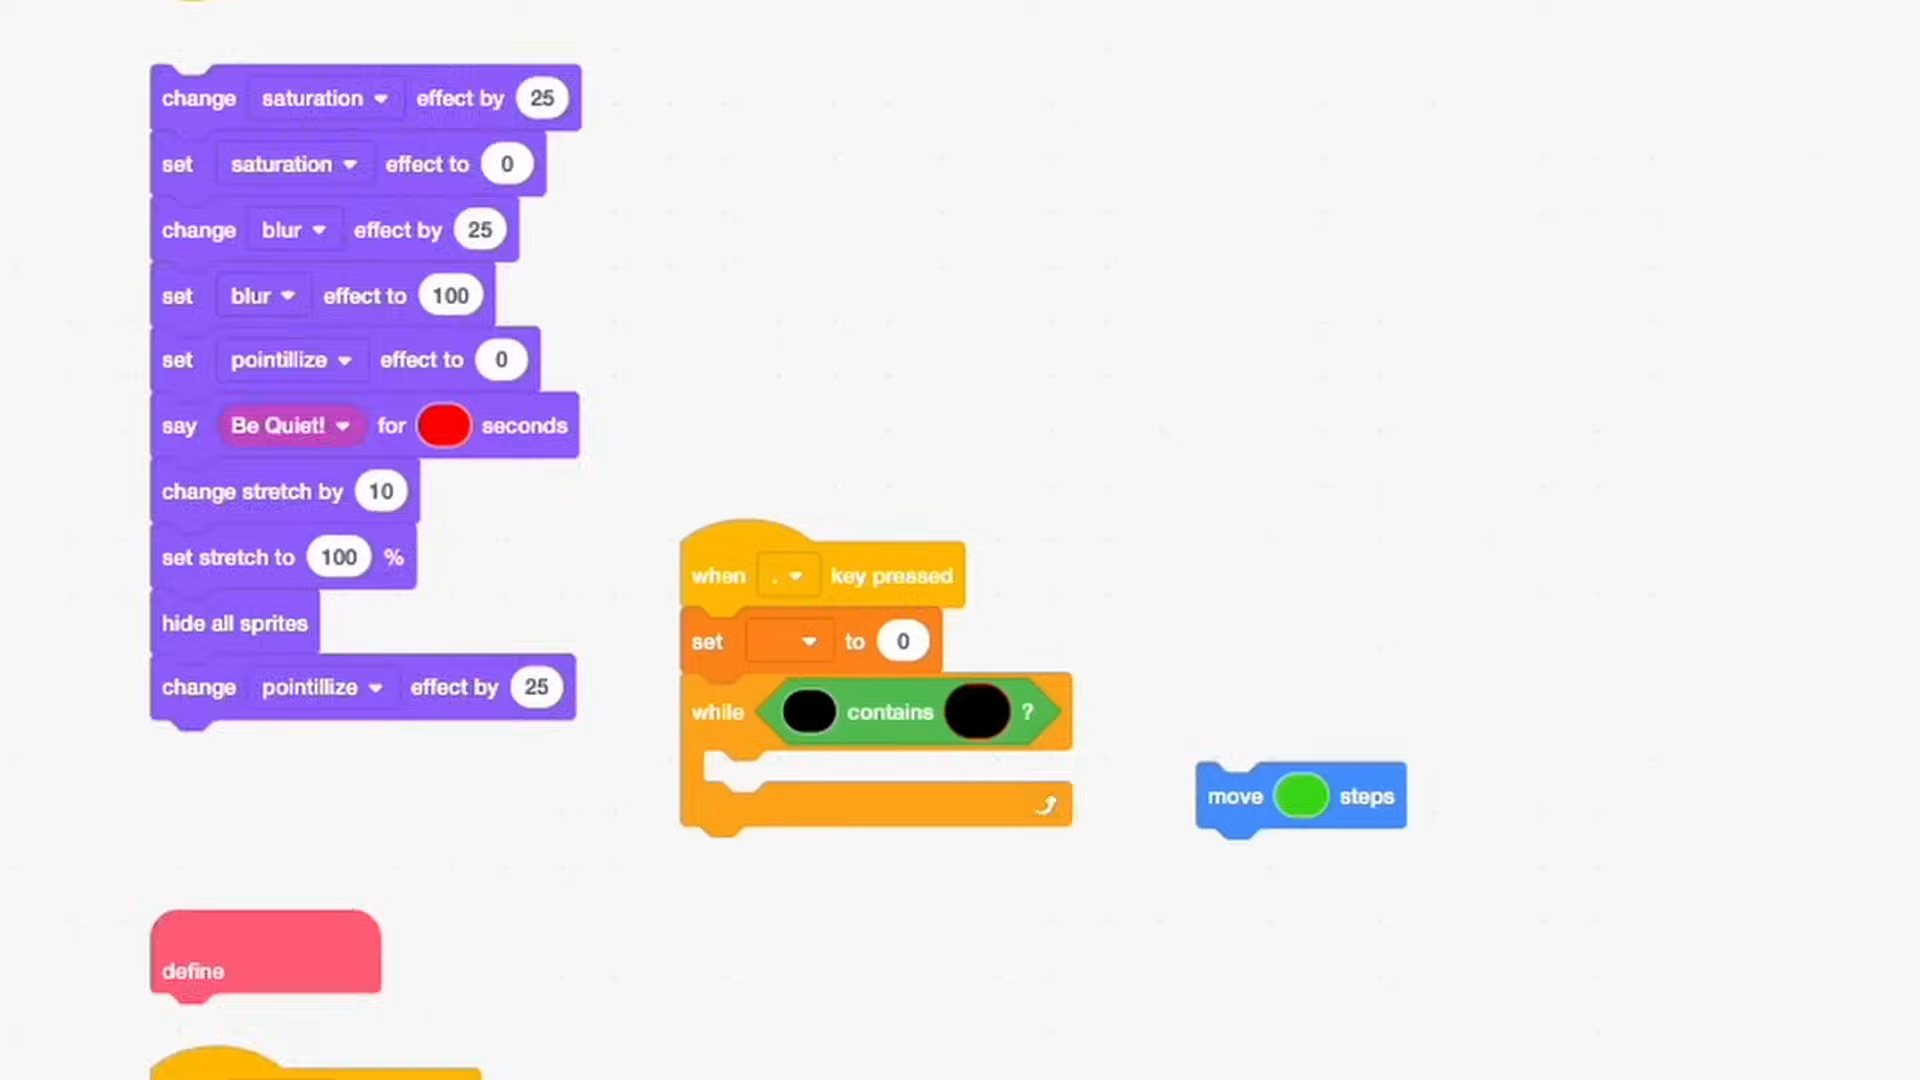 change saturation effect by 25
set saturation effect to 0
change blur effect by 25
set blur effect to 100
set pointillize effect to 0
say Be Quiet! for seconds
change stretch by 10
set stretch to 100 %
hide all sprites
change pointillize effect by 25
when . key pressed
set to 0
while contains ?
move steps
define